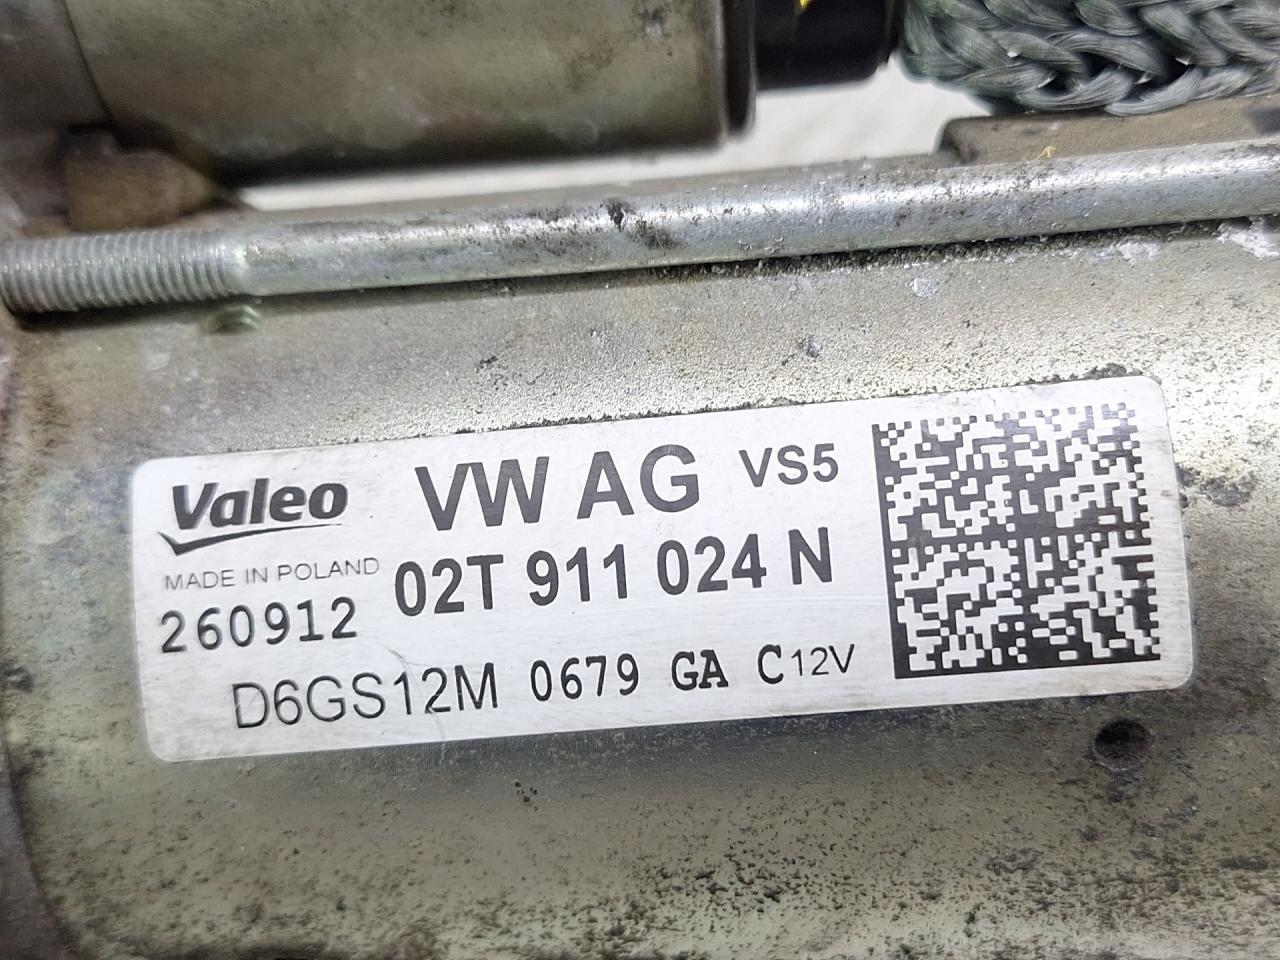 Valeo VW AG VS5
MADE IN POLAND 02T 911 024 N
260912
D6GS12M 0679 GA C12V